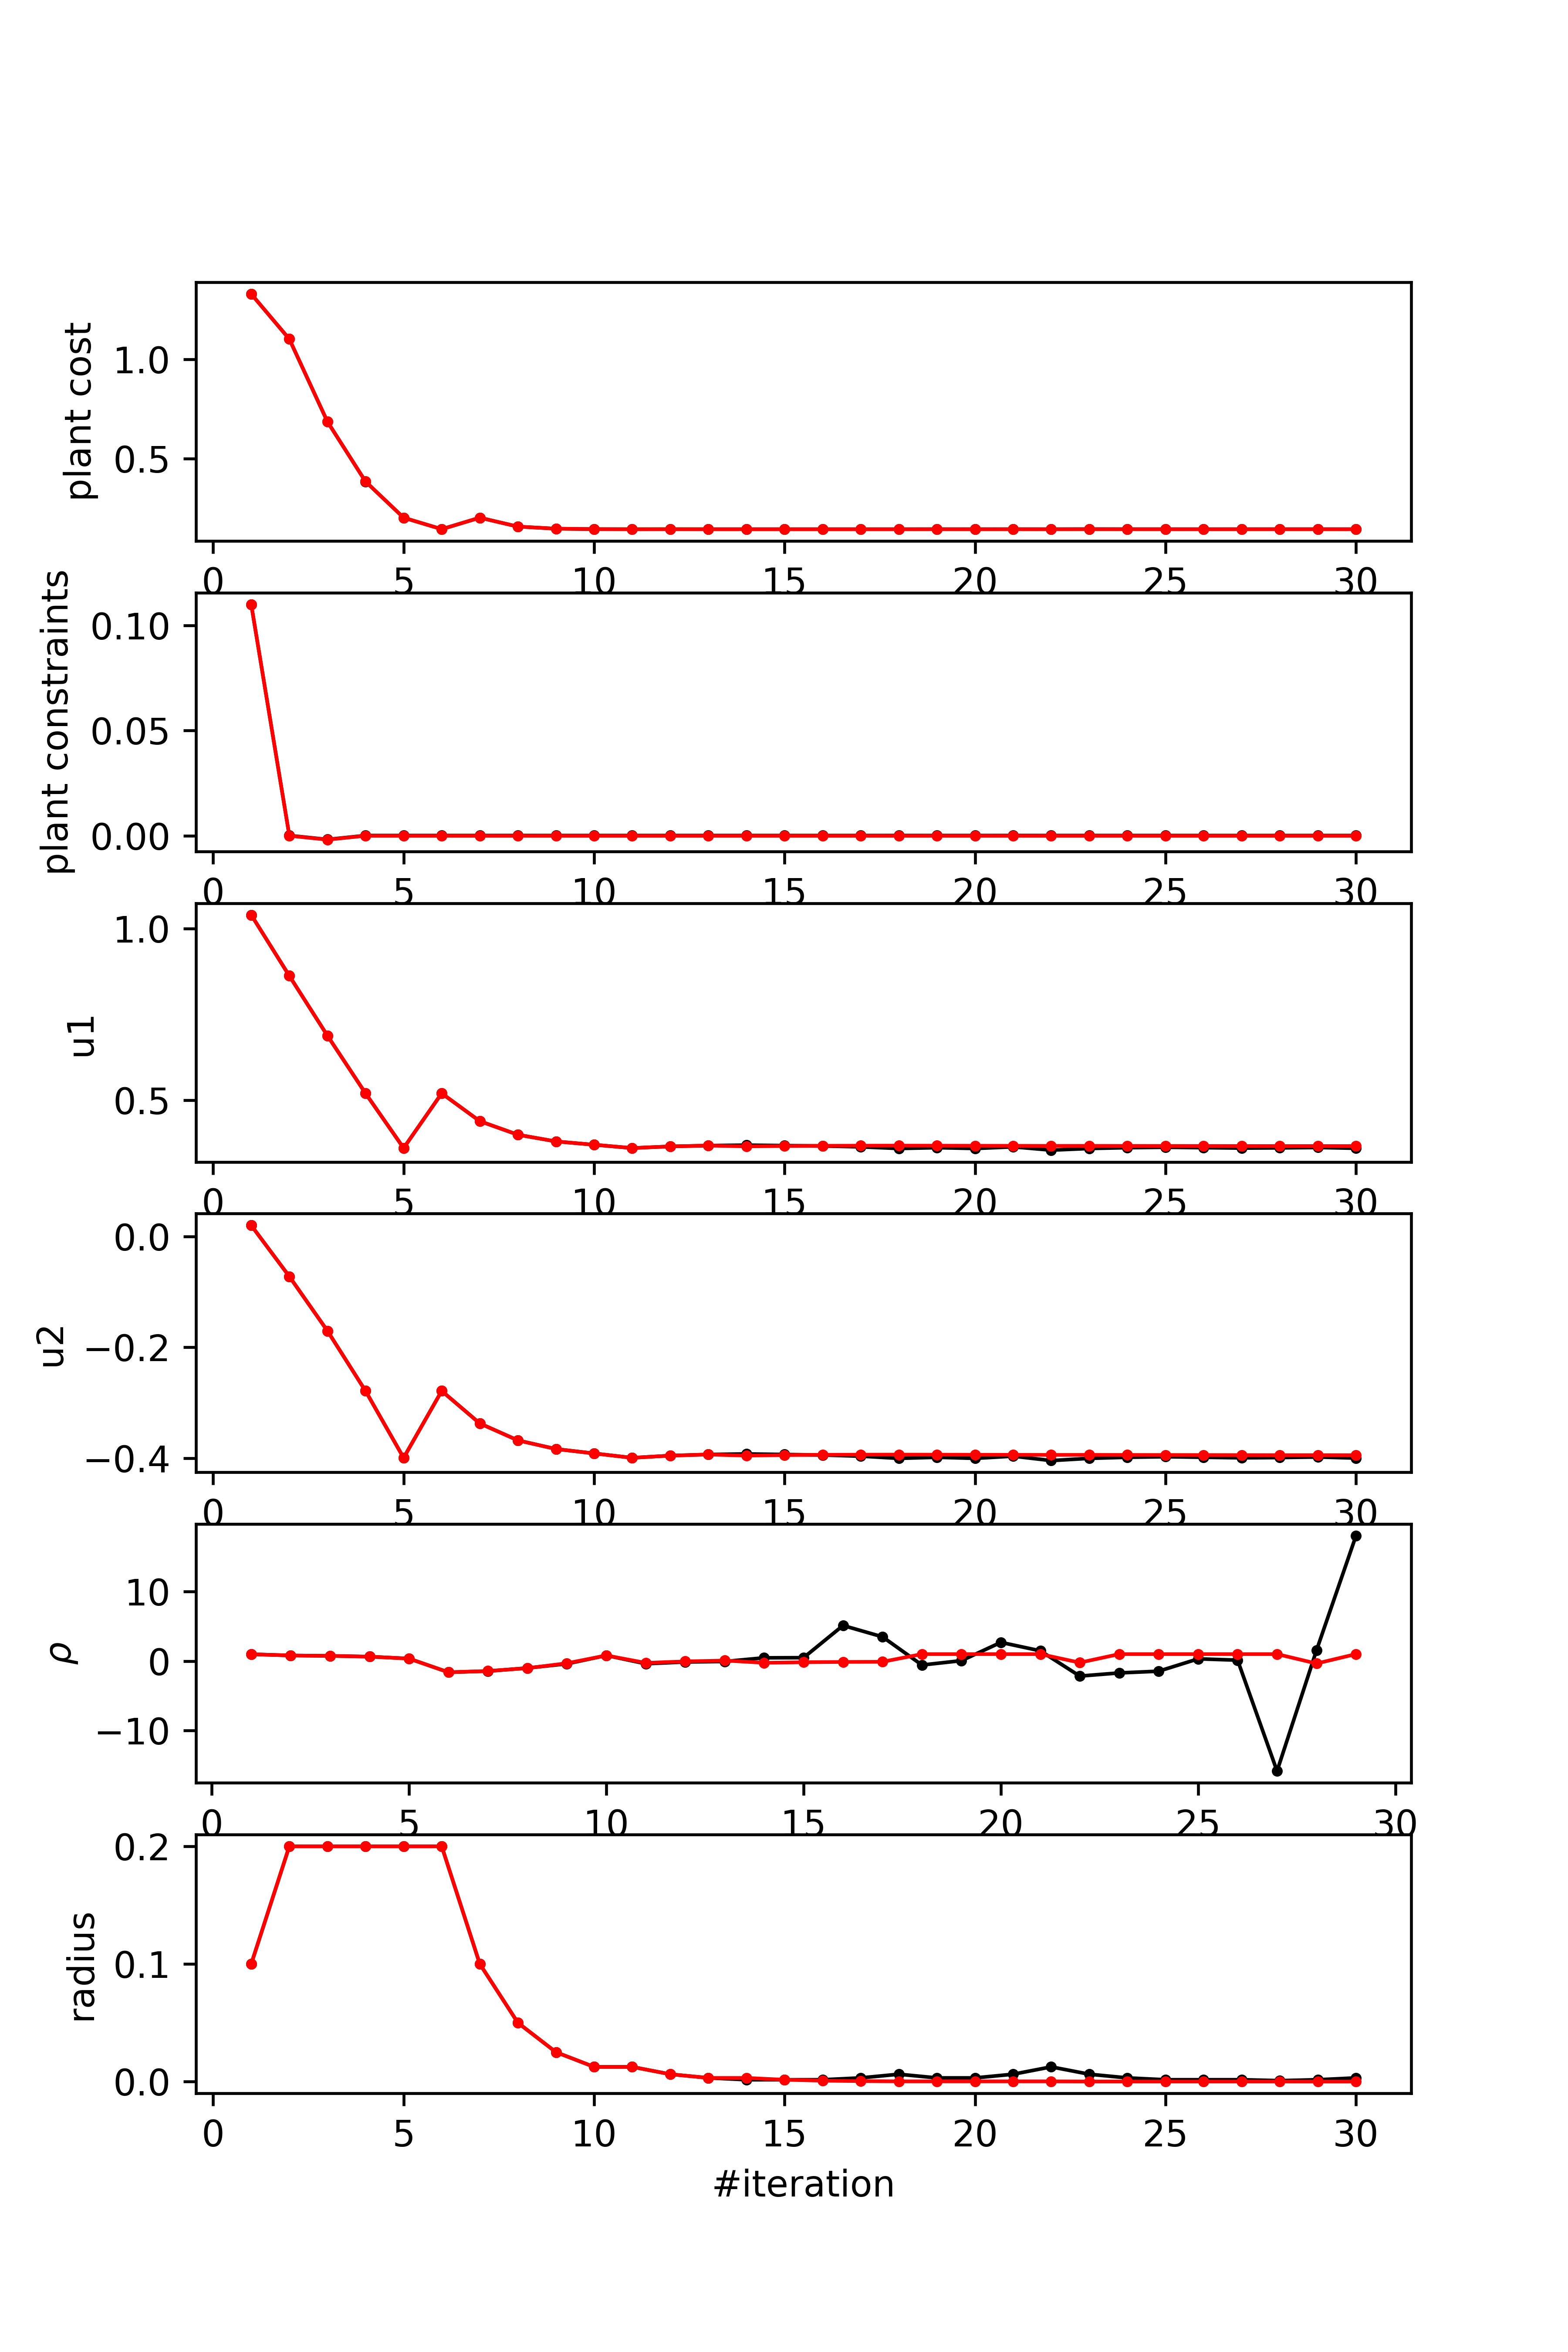 plant cost
1.0
0.5
0 5 10 15 20 25 30
plant constraints
0.10
0.05
0.00
0 5 10 15 20 25 30
u1
1.0
0.5
0 5 10 15 20 25 30
u2
0.0
−0.2
−0.4
0 5 10 15 20 25 30
ρ
10
0
−10
0 5 10 15 20 25 30
radius
0.2
0.1
0.0
0 5 10 15 20 25 30
#iteration